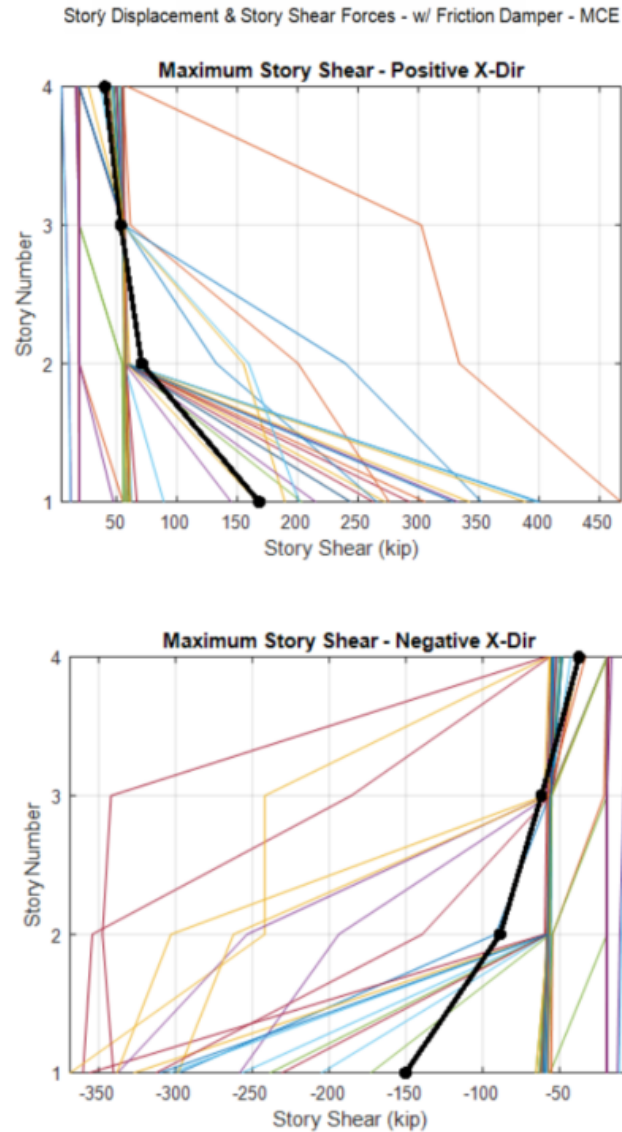 Story Displacement & Story Shear Forces - w/ Friction Damper - MCE
Maximum Story Shear - Positive X-Dir
4
3
2
1
Story Number
50 100 150 200 250 300 350 400 450
Story Shear (kip)
Maximum Story Shear - Negative X-Dir
4
3
2
1
Story Number
-350 -300 -250 -200 -150 -100 -50
Story Shear (kip)